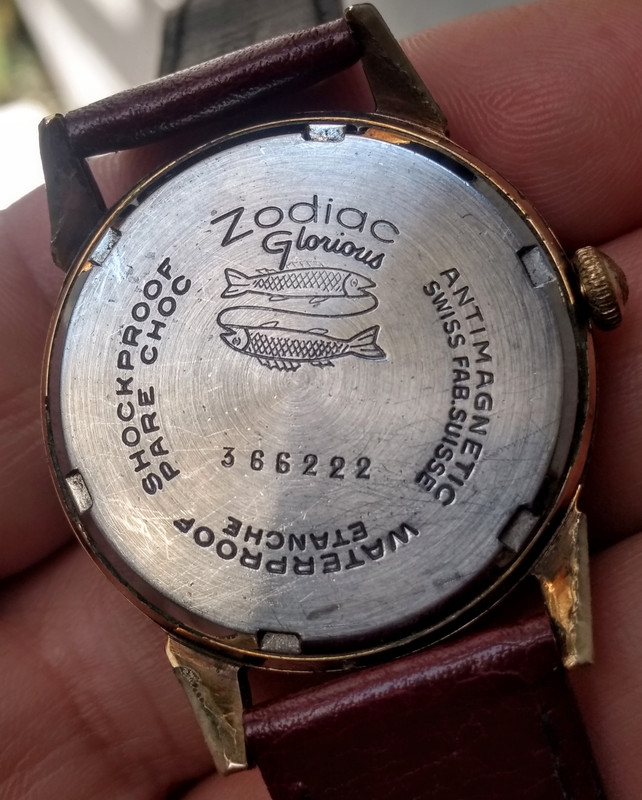 Zodiac
Glorious
SHOCKPROOF
PARE CHOC
ANTIMAGNETIC
SWISS FAB.SUISSE
366222
WATERPROOF
ETANCHE